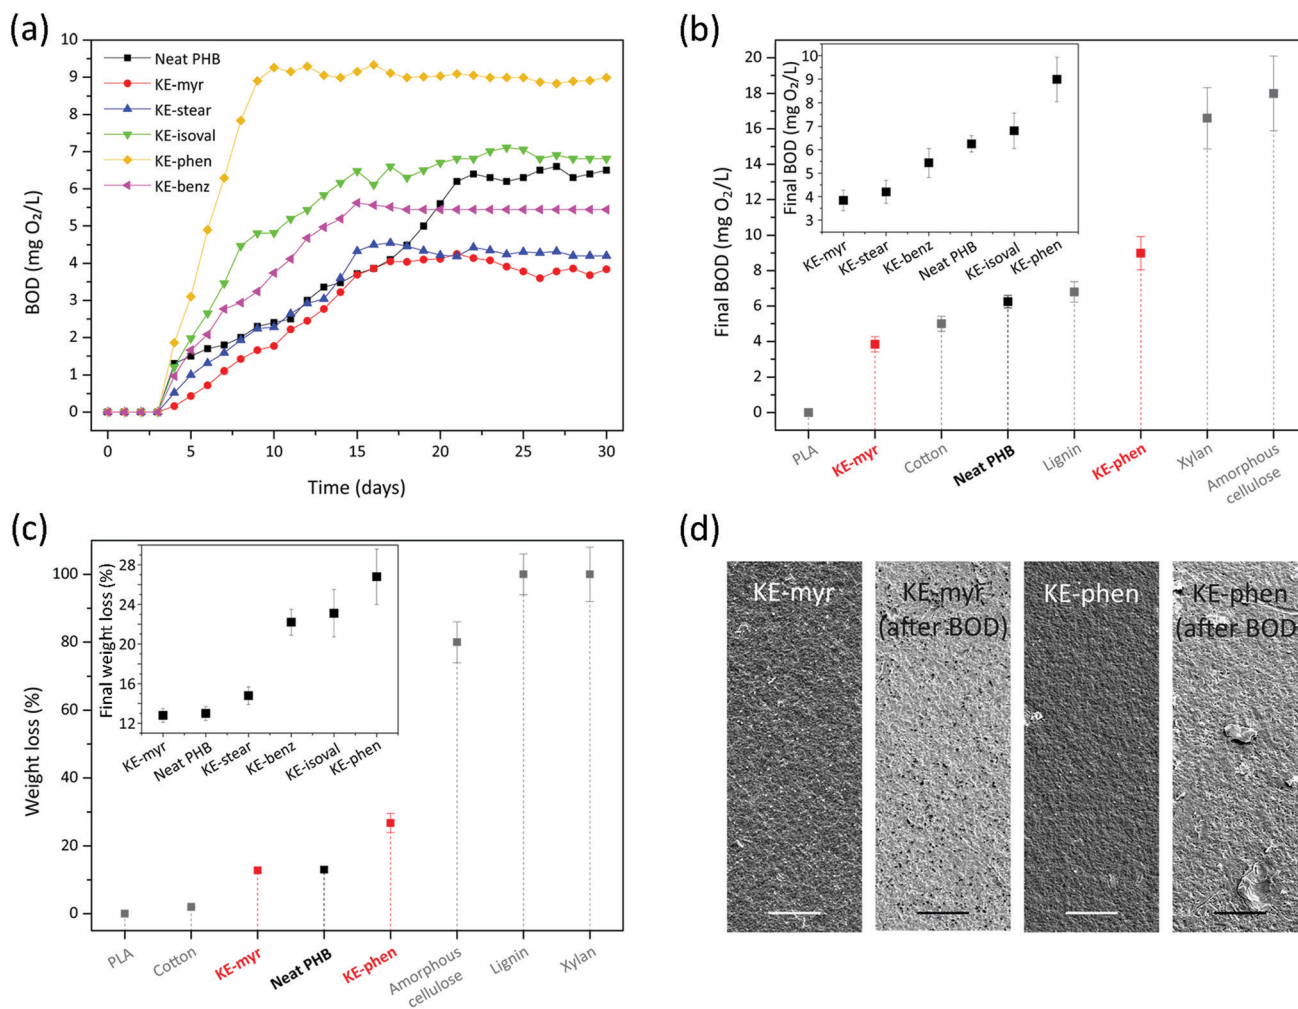 (a)
10
9
8
7
6
5
4
3
2
1
0
BOD (mg O₂/L)
Neat PHB
KE-myr
KE-stear
KE-isoval
KE-phen
KE-benz
0 5 10 15 20 25 30
Time (days)
(b)
20
18
16
14
12
10
8
6
4
2
0
Final BOD (mg O₂/L)
10
9
8
7
6
5
4
3
Final BOD (mg O₂/L)
KE-myr
KE-stear
KE-benz
Neat PHB
KE-isoval
KE-phen
PLA
KE-myr
Cotton
Neat PHB
Lignin
KE-phen
Xylan
Amorphous
cellulose
(c)
100
80
60
40
20
0
Weight loss (%)
28
24
20
16
12
Final weight loss (%)
KE-myr
Neat PHB
KE-stear
KE-benz
KE-isoval
KE-phen
PLA
Cotton
KE-myr
Neat PHB
KE-phen
Amorphous
cellulose
Lignin
Xylan
(d)
KE-myr
KE-myr
(after BOD)
KE-phen
KE-phen
(after BOD)